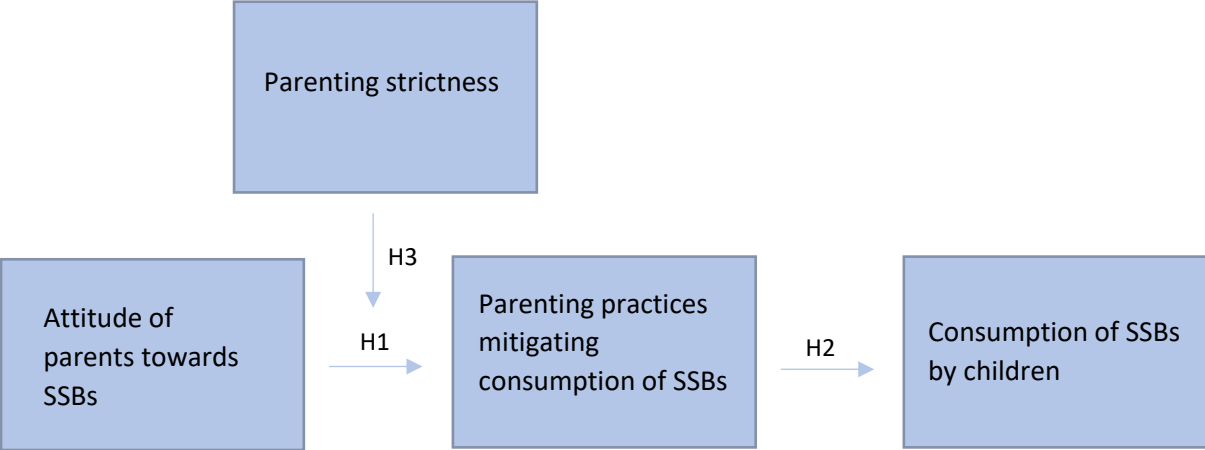 Parenting strictness
H3
Attitude of
parents towards
SSBs
H1
Parenting practices
mitigating
consumption of SSBs
H2
Consumption of SSBs
by children